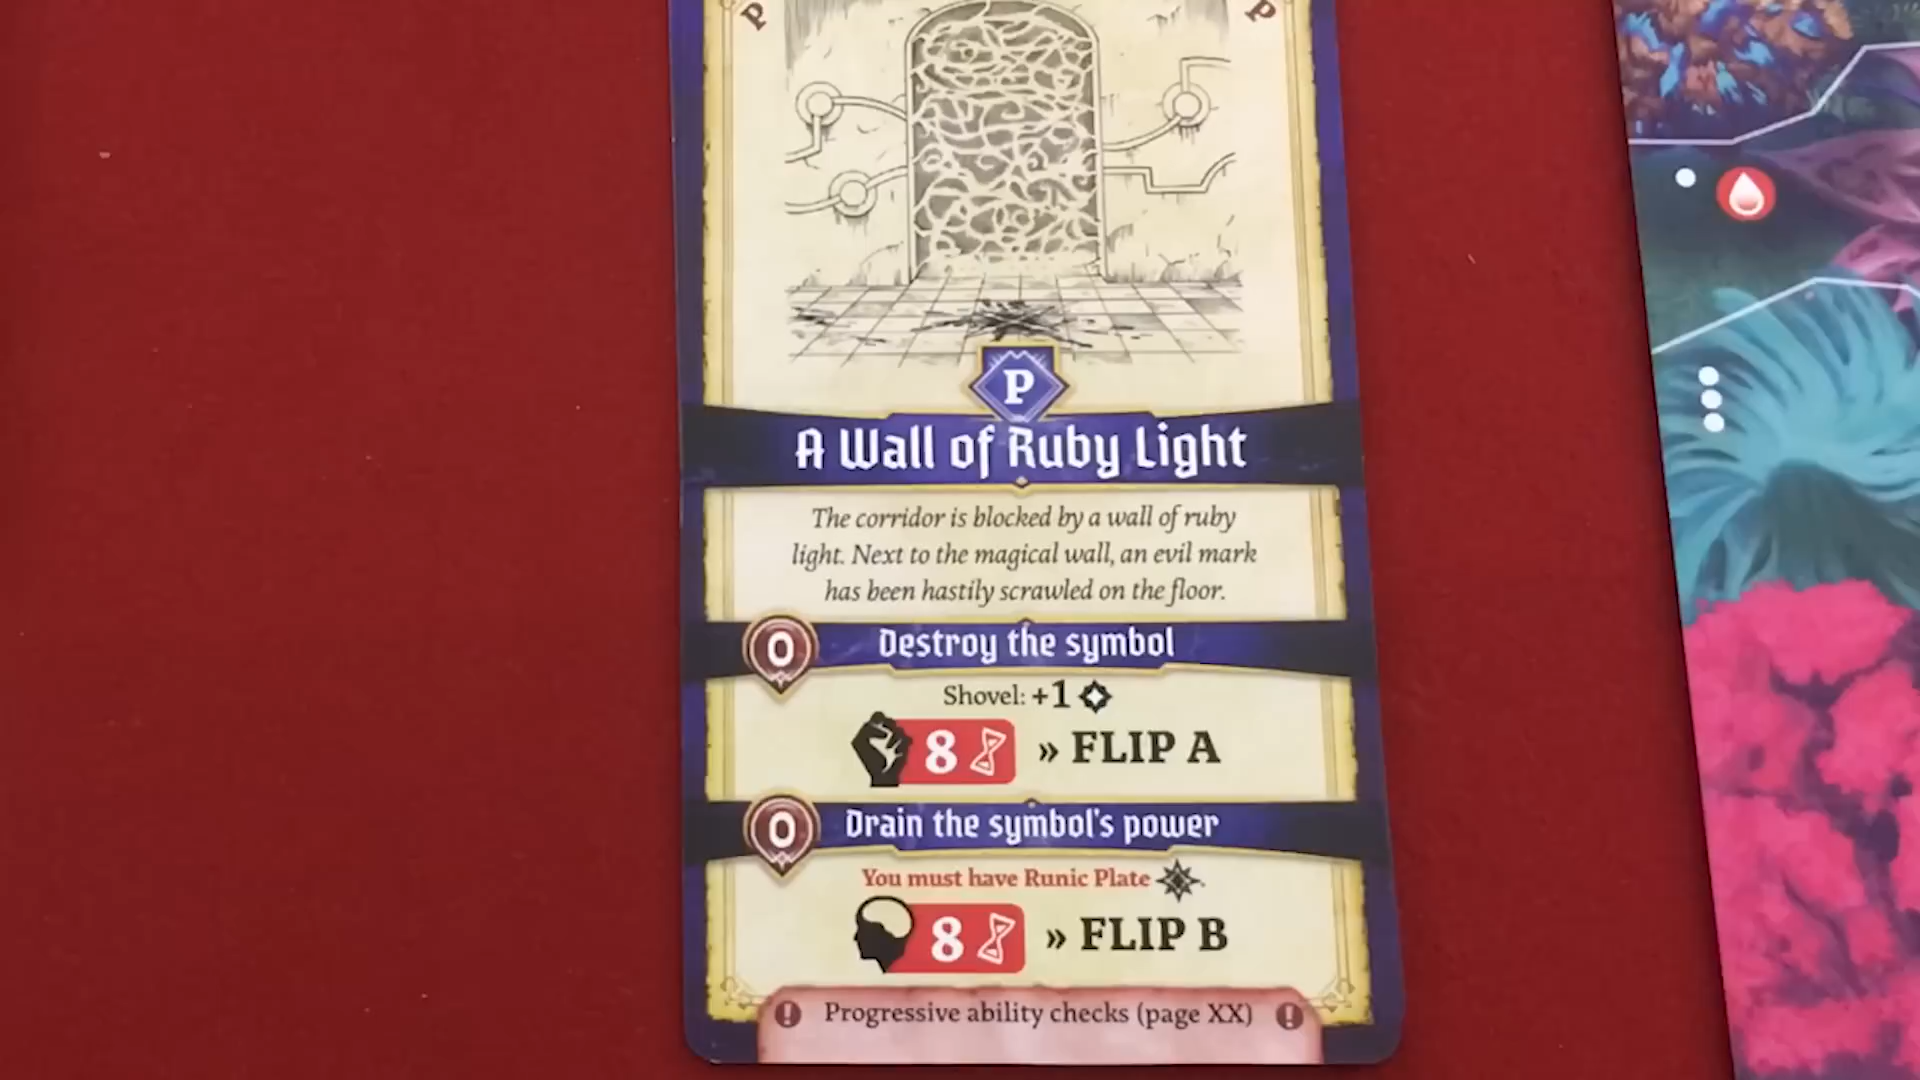 P P
P
A Wall of Ruby Light
The corridor is blocked by a wall of ruby
light. Next to the magical wall, an evil mark
has been hastily scrawled on the floor.
0 Destroy the symbol
Shovel: +1
8 » FLIP A
0 Drain the symbol's power
You must have Runic Plate
8 » FLIP B
! Progressive ability checks (page XX) !